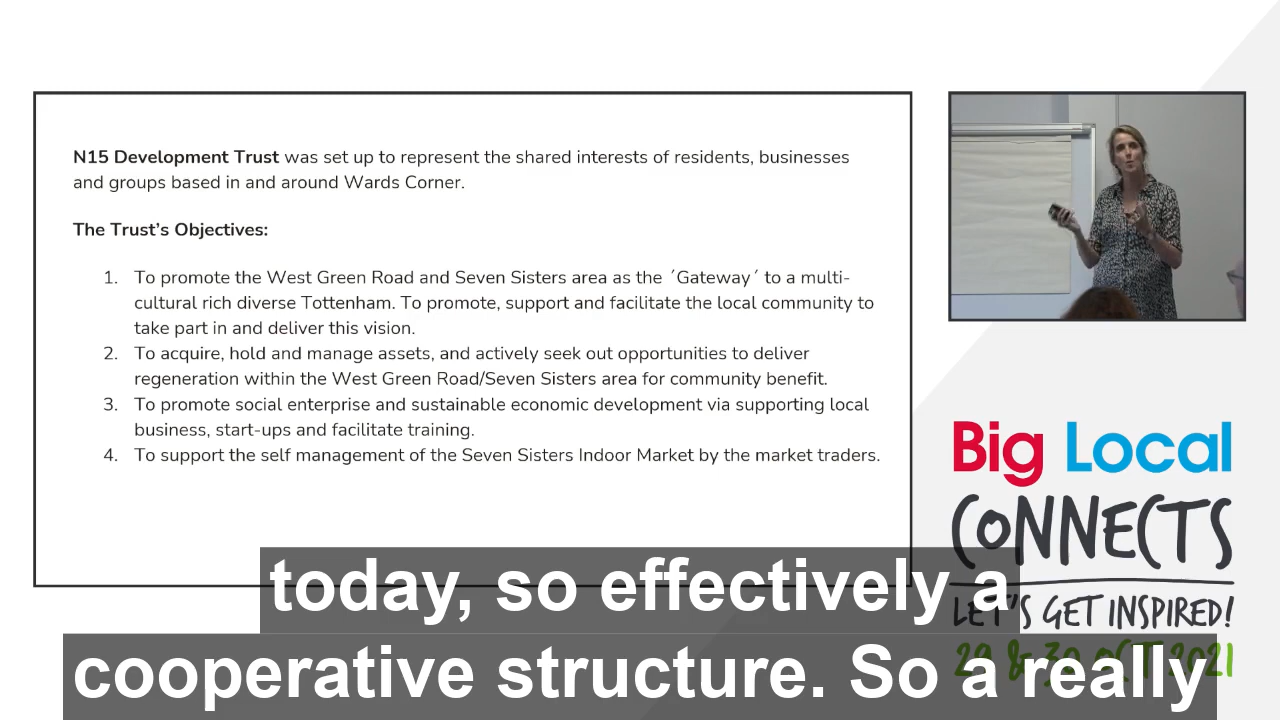 N15 Development Trust was set up to represent the shared interests of residents, businesses
and groups based in and around Wards Corner.
The Trust's Objectives:
1. To promote the West Green Road and Seven Sisters area as the ´Gateway´ to a multi-
cultural rich diverse Tottenham. To promote, support and facilitate the local community to
take part in and deliver this vision.
2. To acquire, hold and manage assets, and actively seek out opportunities to deliver
regeneration within the West Green Road/Seven Sisters area for community benefit.
3. To promote social enterprise and sustainable economic development via supporting local
business, start-ups and facilitate training.
4. To support the self management of the Seven Sisters Indoor Market by the market traders.
Big Local
CONNECTS
LET'S GET INSPIRED!
29 & 30 OCT 2021
today, so effectively a
cooperative structure. So a really